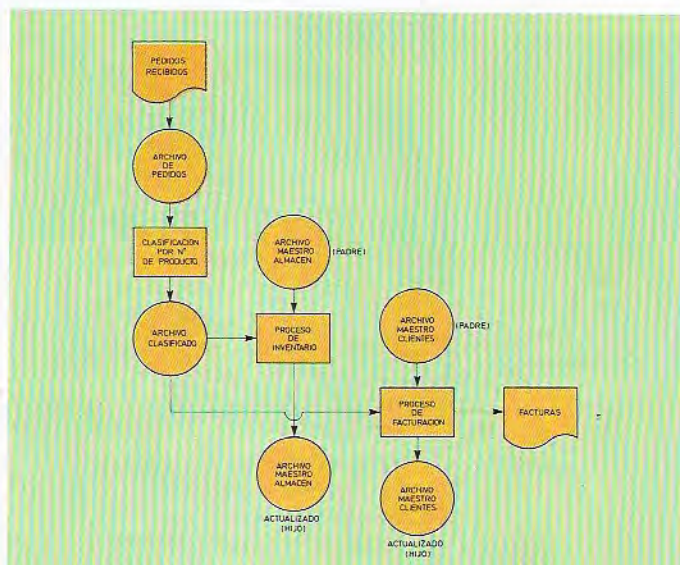 PEDIDOS
RECIBIDOS
ARCHIVO
DE
PEDIDOS
CLASIFICACION
POR Nº
DE PRODUCTO
ARCHIVO
MAESTRO
ALMACEN
(PADRE)
ARCHIVO
CLASIFICADO
PROCESO
DE
INVENTARIO
ARCHIVO
MAESTRO
CLIENTES
(PADRE)
PROCESO
DE
FACTURACION
FACTURAS
ARCHIVO
MAESTRO
ALMACEN
ACTUALIZADO
(HIJO)
ARCHIVO
MAESTRO
CLIENTES
ACTUALIZADO
(HIJO)